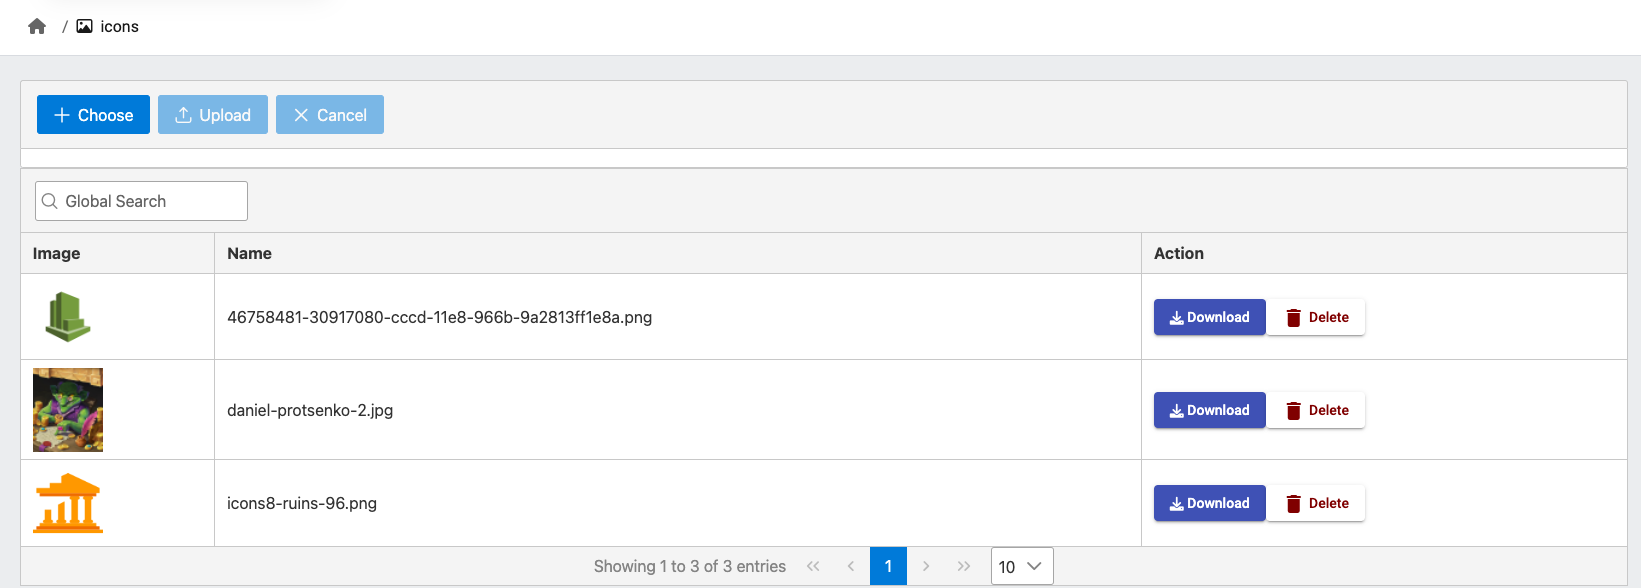 / icons
Choose Upload Cancel
Global Search
Image Name Action
46758481-30917080-cccd-11e8-966b-9a2813ff1e8a.png Download Delete
daniel-protsenko-2.jpg Download Delete
icons8-ruins-96.png Download Delete
Showing 1 to 3 of 3 entries 1 10